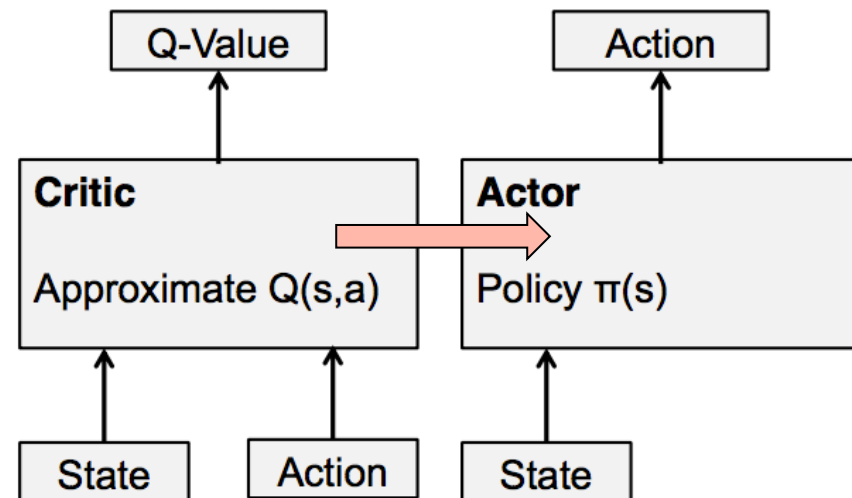 Q-Value
Action
Critic
Approximate Q(s,a)
Actor
Policy π(s)
State
Action
State